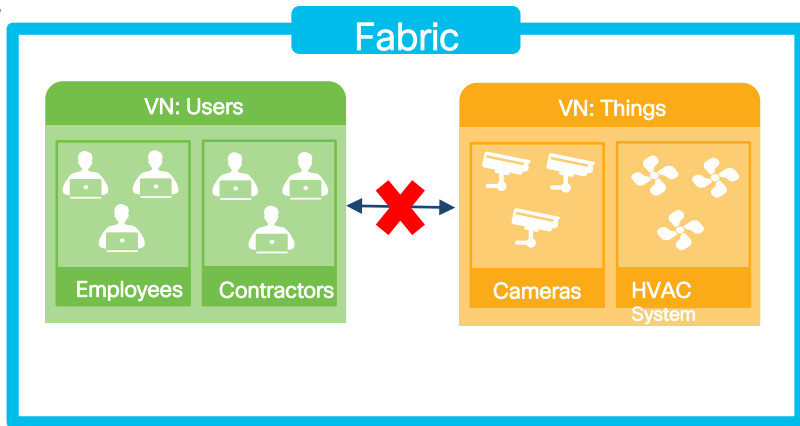 Fabric
VN: Users
VN: Things
Employees
Contractors
Cameras
HVAC
System